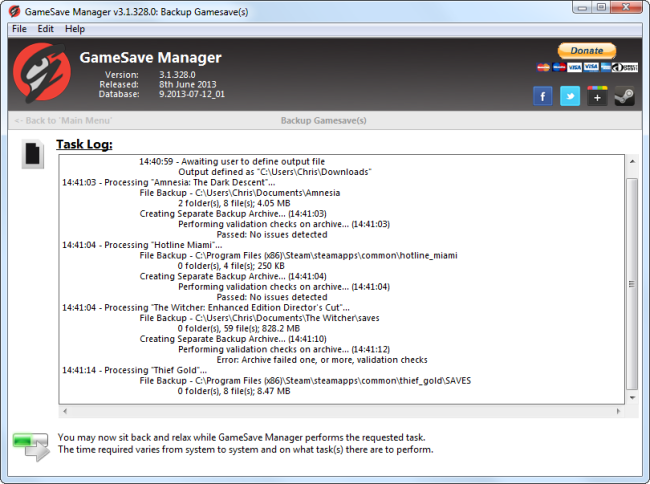 GameSave Manager v3.1.328.0: Backup Gamesave(s)
File Edit Help
GameSave Manager
Version: 3.1.328.0
Released: 8th June 2013
Database: 9.2013-07-12_01
Donate
<- Back to 'Main Menu'
Backup Gamesave(s)
Task Log:
14:40:59 - Awaiting user to define output file
Output defined as "C:\Users\Chris\Downloads"
14:41:03 - Processing "Amnesia: The Dark Descent"...
File Backup - C:\Users\Chris\Documents\Amnesia
2 folder(s), 8 file(s); 4.05 MB
Creating Separate Backup Archive... (14:41:03)
Performing validation checks on archive... (14:41:03)
Passed: No issues detected
14:41:04 - Processing "Hotline Miami"...
File Backup - C:\Program Files (x86)\Steam\steamapps\common\hotline_miami
0 folder(s), 4 file(s); 250 KB
Creating Separate Backup Archive... (14:41:04)
Performing validation checks on archive... (14:41:04)
Passed: No issues detected
14:41:04 - Processing "The Witcher: Enhanced Edition Director's Cut"...
File Backup - C:\Users\Chris\Documents\The Witcher\saves
0 folder(s), 59 file(s); 828.2 MB
Creating Separate Backup Archive... (14:41:10)
Performing validation checks on archive... (14:41:12)
Error: Archive failed one, or more, validation checks
14:41:14 - Processing "Thief Gold"...
File Backup - C:\Program Files (x86)\Steam\steamapps\common\thief_gold\SAVES
0 folder(s), 8 file(s); 8.47 MB
You may now sit back and relax while GameSave Manager performs the requested task.
The time required varies from system to system and on what task(s) there are to perform.